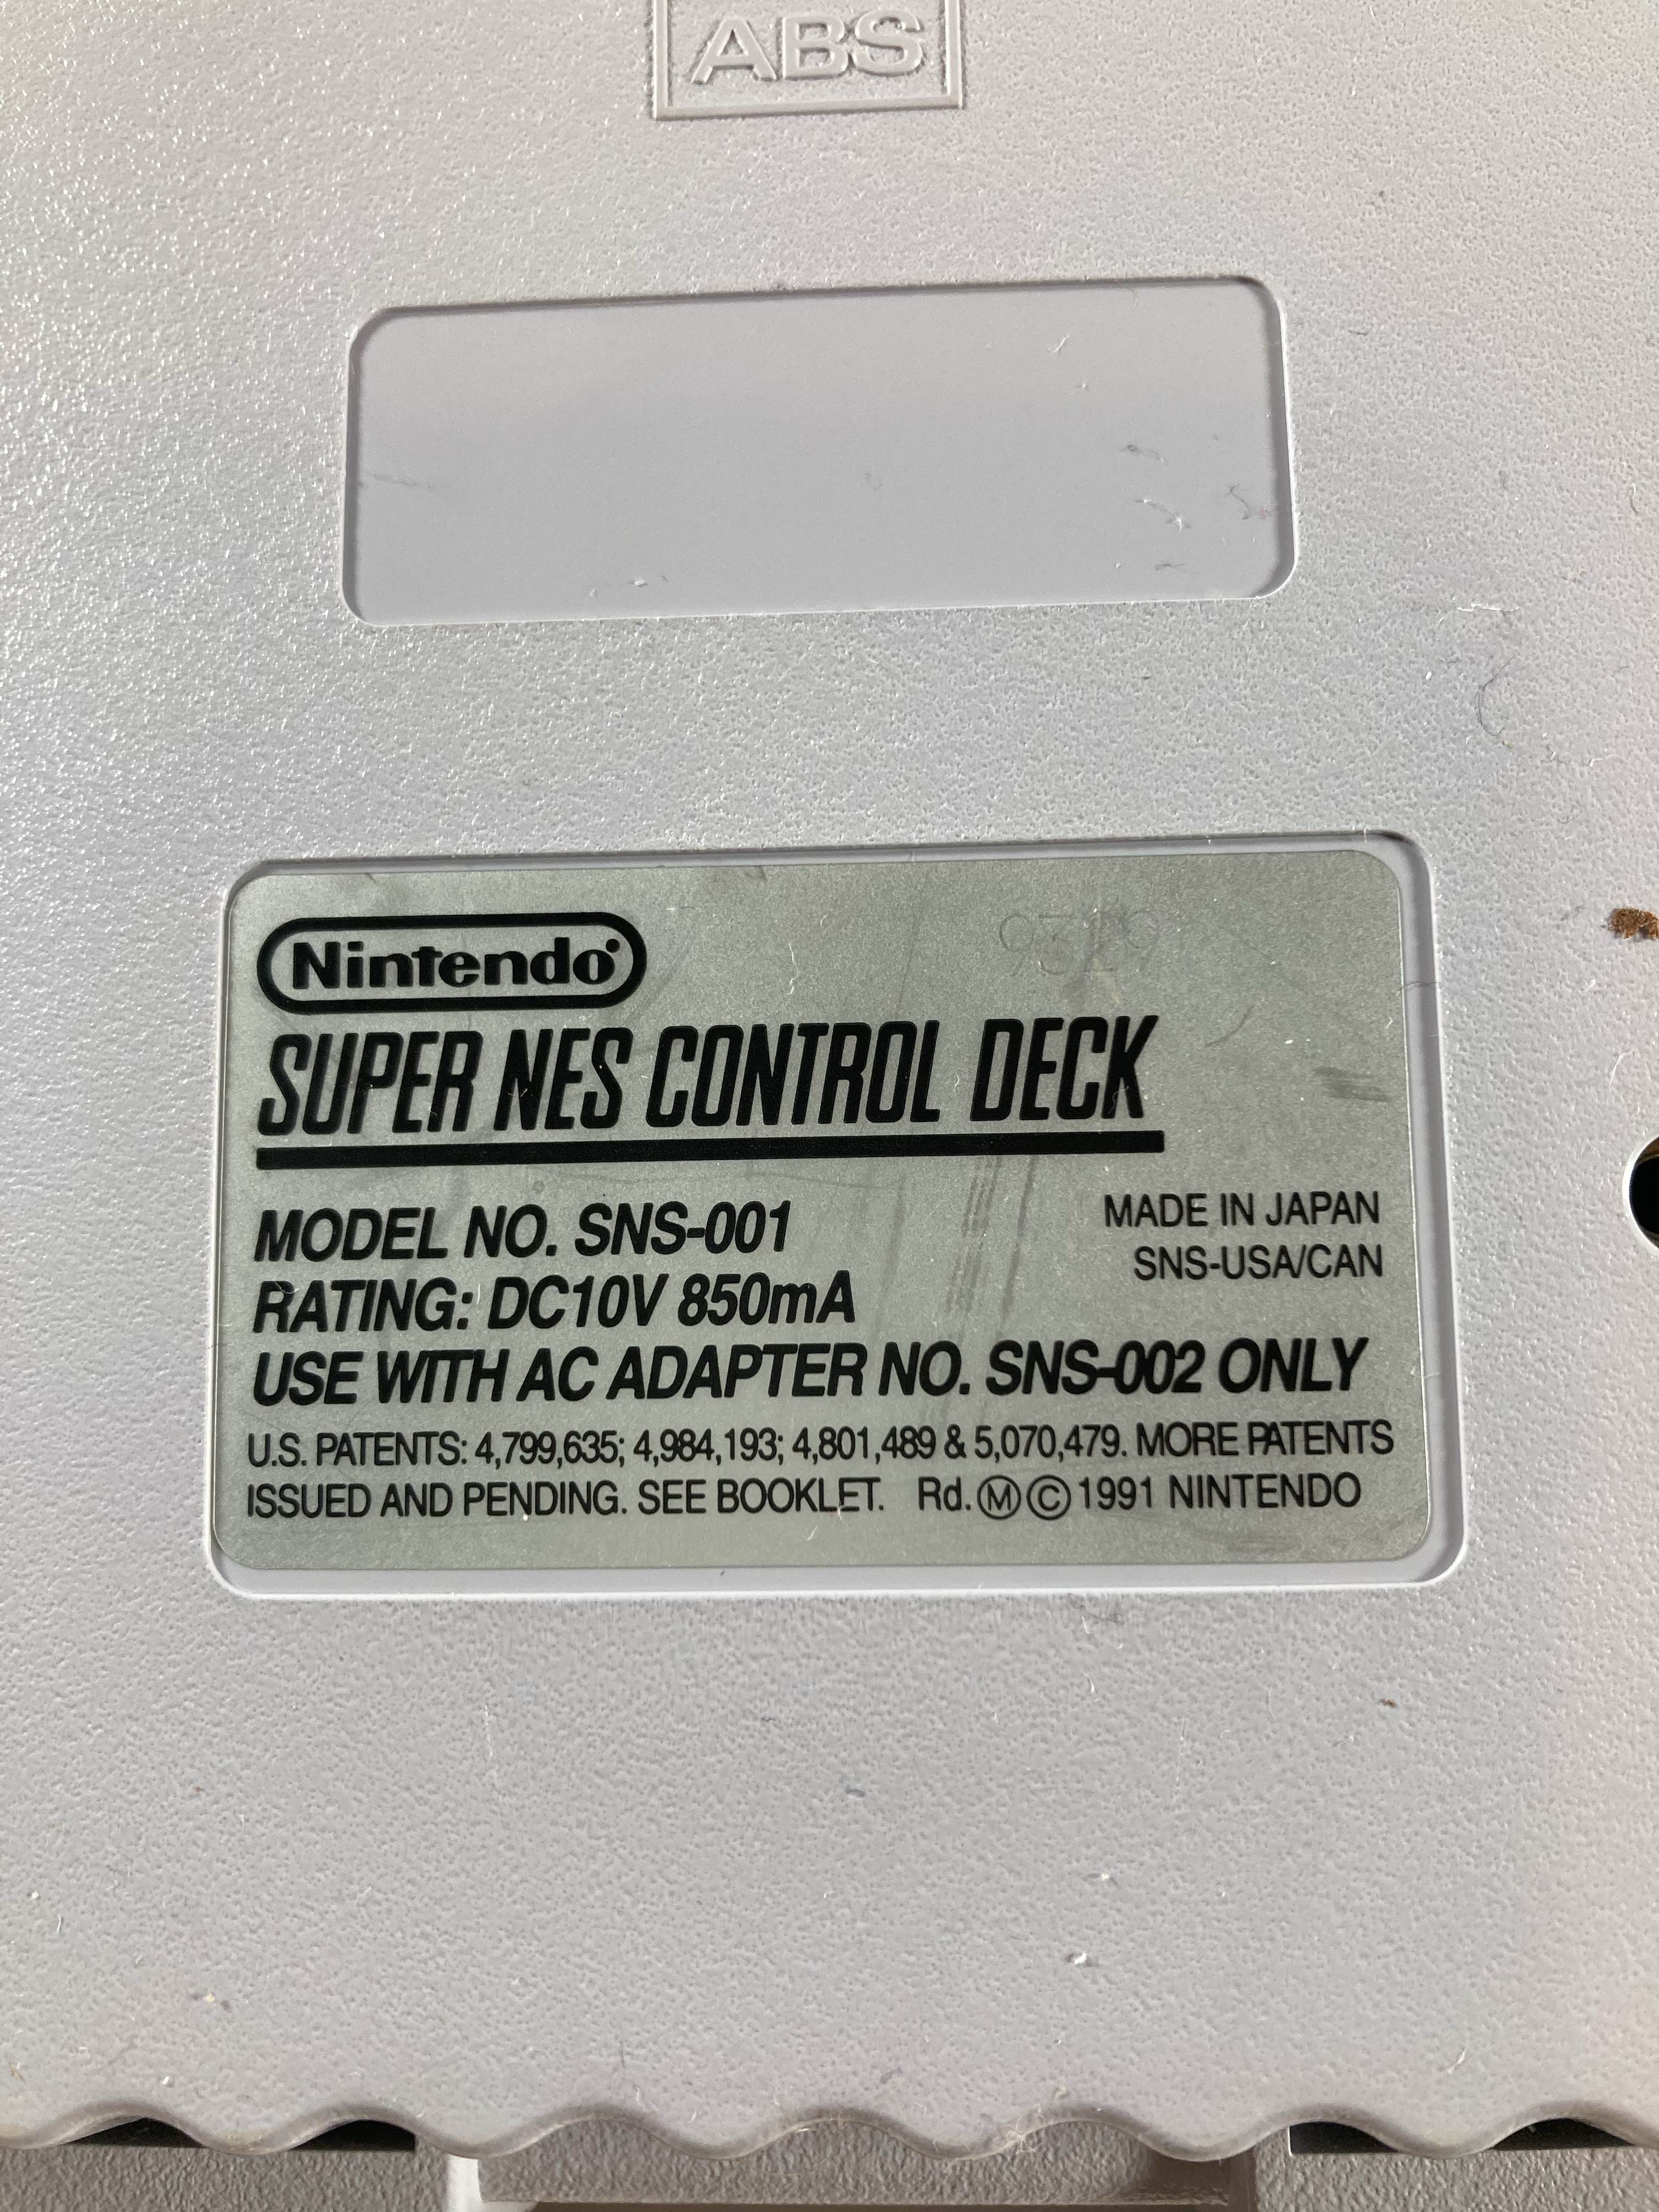 ABS
Nintendo
SUPER NES CONTROL DECK
MODEL NO. SNS-001
MADE IN JAPAN
RATING: DC10V 850mA
SNS-USA/CAN
USE WITH AC ADAPTER NO. SNS-002 ONLY
U.S. PATENTS: 4,799,635; 4,984,193; 4,801,489 & 5,070,479. MORE PATENTS
ISSUED AND PENDING. SEE BOOKLET. Rd.ⓂⒸ1991 NINTENDO